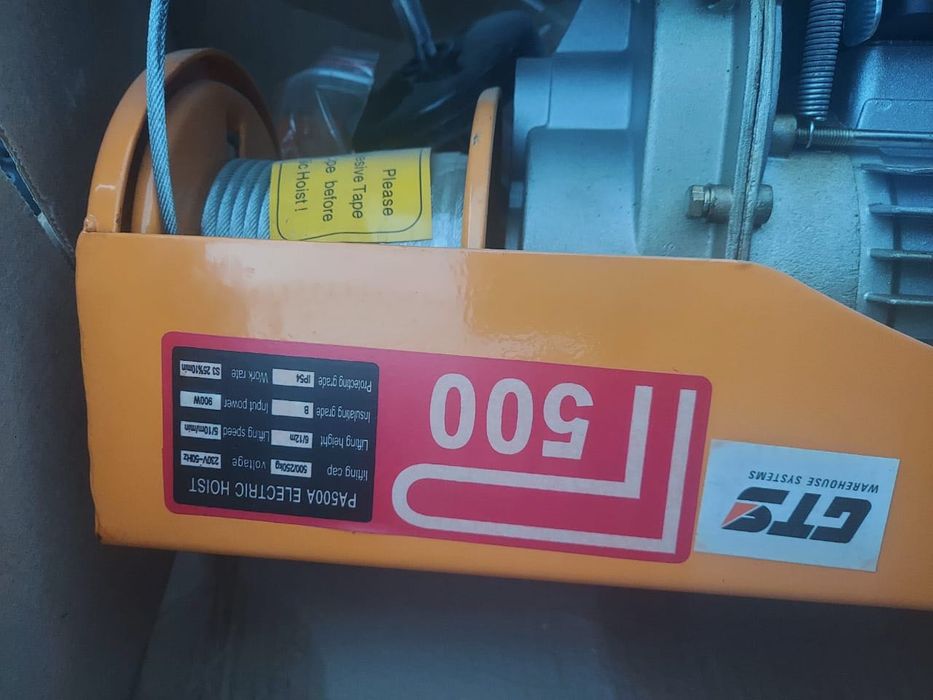 PA500A ELECTRIC HOIST
lifting cap 500/250kg voltage 230V~50Hz
Lifting height 6/12m Lifting speed 5/10m/min
Insulating grade B Input power 900W
Protecting grade IP54 Work rate S3 25%10min
500
GTS
WAREHOUSE SYSTEMS
Please
Tape
before
Hoist!